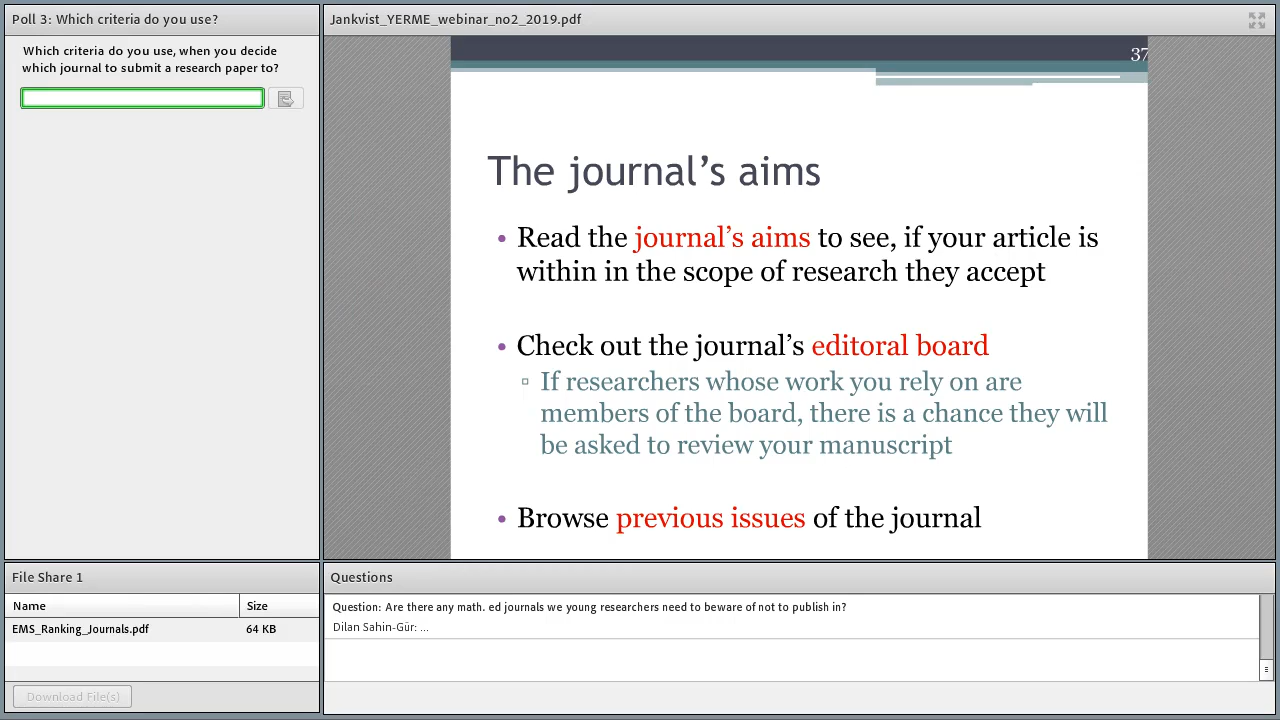 Poll 3: Which criteria do you use?
Which criteria do you use, when you decide
which journal to submit a research paper to?
Jankvist_YERME_webinar_no2_2019.pdf
37
The journal’s aims
• Read the journal’s aims to see, if your article is
within in the scope of research they accept
• Check out the journal’s editoral board
▫ If researchers whose work you rely on are
members of the board, there is a chance they will
be asked to review your manuscript
• Browse previous issues of the journal
File Share 1
Name Size
EMS_Ranking_Journals.pdf 64 KB
Download File(s)
Questions
Question: Are there any math. ed journals we young researchers need to beware of not to publish in?
Dilan Sahin-Gür: ...